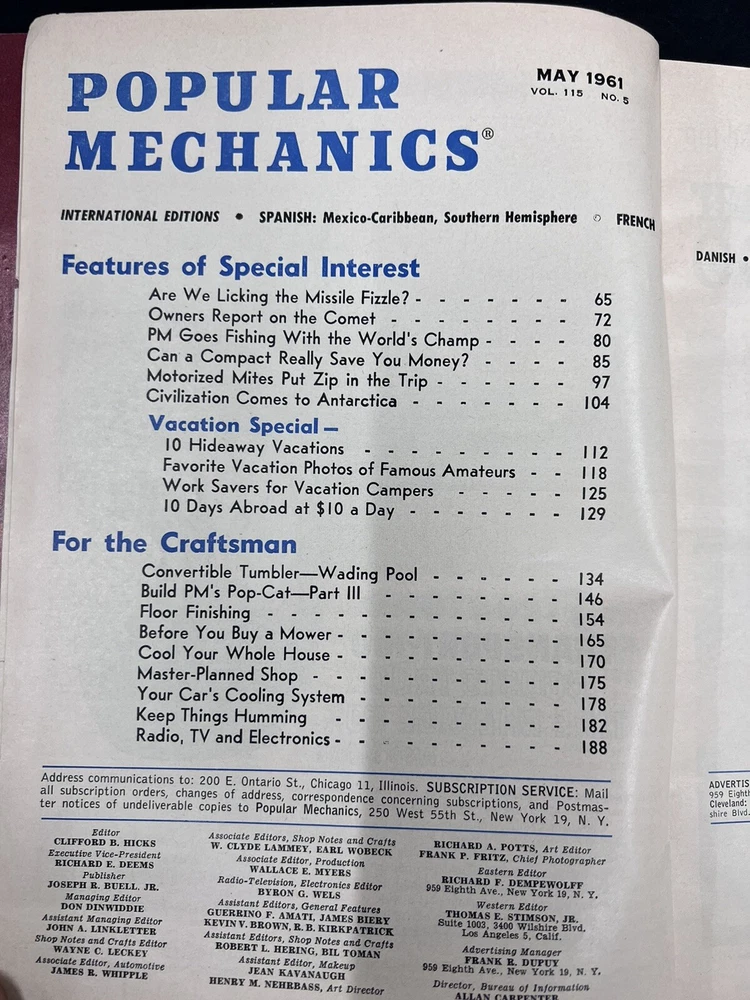 POPULAR
MECHANICS®
MAY 1961
VOL. 115 NO. 5
INTERNATIONAL EDITIONS • SPANISH: Mexico-Caribbean, Southern Hemisphere • FRENCH
DANISH •
Features of Special Interest
Are We Licking the Missile Fizzle? - - - - - - - 65
Owners Report on the Comet - - - - - - - - 72
PM Goes Fishing With the World's Champ - - - - 80
Can a Compact Really Save You Money? - - - - 85
Motorized Mites Put Zip in the Trip - - - - - - 97
Civilization Comes to Antarctica - - - - - - - 104
Vacation Special—
10 Hideaway Vacations - - - - - - - - - 112
Favorite Vacation Photos of Famous Amateurs - - 118
Work Savers for Vacation Campers - - - - - 125
10 Days Abroad at $10 a Day - - - - - - - 129
For the Craftsman
Convertible Tumbler—Wading Pool - - - - - - 134
Build PM's Pop-Cat—Part III - - - - - - - - 146
Floor Finishing - - - - - - - - - - - - 154
Before You Buy a Mower - - - - - - - - - 165
Cool Your Whole House - - - - - - - - - 170
Master-Planned Shop - - - - - - - - - - 175
Your Car's Cooling System - - - - - - - - 178
Keep Things Humming - - - - - - - - - 182
Radio, TV and Electronics - - - - - - - - - 188
Address communications to: 200 E. Ontario St., Chicago 11, Illinois. SUBSCRIPTION SERVICE: Mail
all subscription orders, changes of address, correspondence concerning subscriptions, and Postmas-
ter notices of undeliverable copies to Popular Mechanics, 250 West 55th St., New York 19, N. Y.
Editor
CLIFFORD B. HICKS
Executive Vice-President
RICHARD E. DEEMS
Publisher
JOSEPH R. BUELL, JR.
Managing Editor
DON DINWIDDIE
Assistant Managing Editor
JOHN A. LINKLETTER
Shop Notes and Crafts Editor
WAYNE C. LECKEY
Associate Editor, Automotive
JAMES R. WHIPPLE
Associate Editors, Shop Notes and Crafts
W. CLYDE LAMMEY, EARL WOBECK
Associate Editor, Production
WALLACE E. MYERS
Radio-Television, Electronics Editor
BYRON G. WELS
Assistant Editors, General Features
GUERRINO F. AMATI, JAMES BIERY
KEVIN V. BROWN, R. B. KIRKPATRICK
Assistant Editors, Shop Notes and Crafts
ROBERT L. HERING, BIL TOMAN
Assistant Editor, Makeup
JEAN KAVANAUGH
HENRY M. NEHRBASS, Art Director
RICHARD A. POTTS, Art Editor
FRANK P. FRITZ, Chief Photographer
Eastern Editor
RICHARD F. DEMPEWOLFF
959 Eighth Ave., New York 19, N. Y.
Western Editor
THOMAS E. STIMSON, JR.
Suite 1003, 3400 Wilshire Blvd.
Los Angeles 5, Calif.
Advertising Manager
FRANK R. DUPUY
959 Eighth Ave., New York 19, N. Y.
Director, Bureau of Information
ALLAN CARPENTER
ADVERTIS
959 Eighth
Cleveland:
shire Blvd.